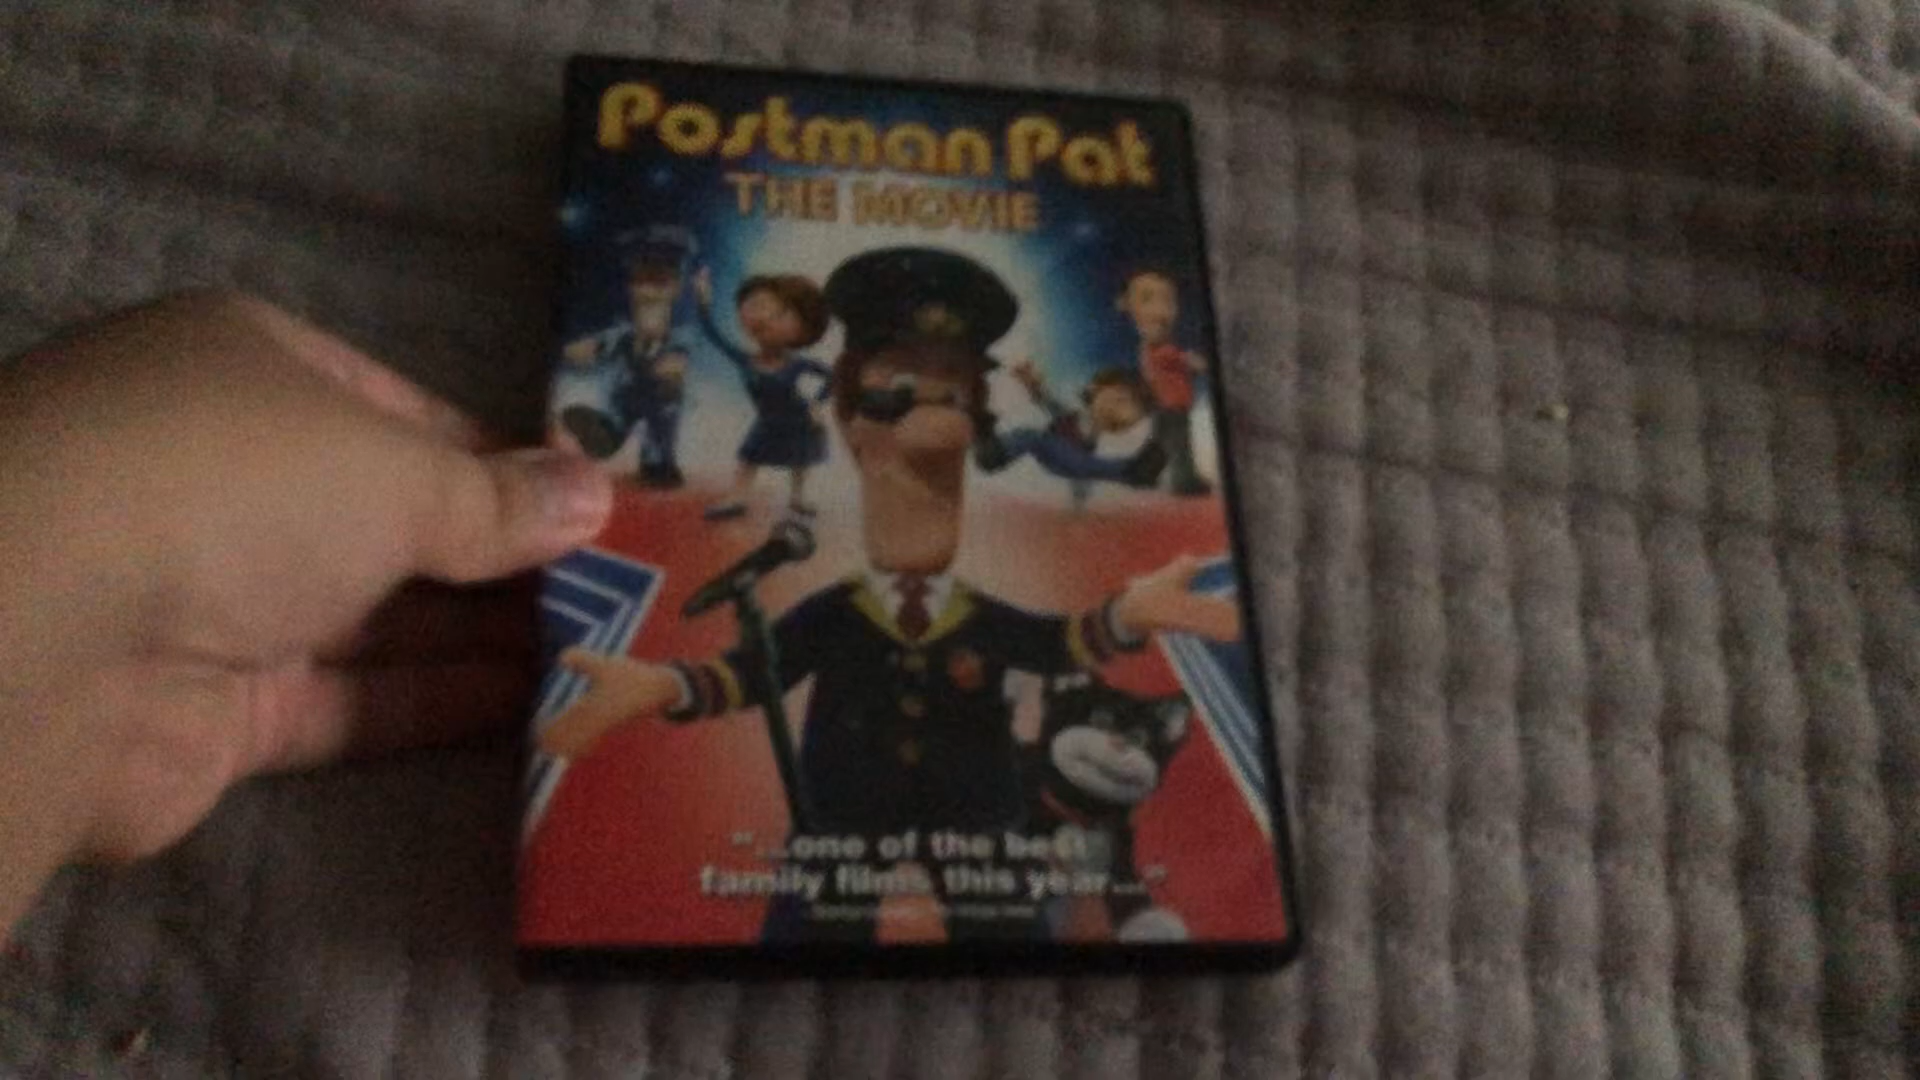 Postman Pat
THE MOVIE
"...one of the best
family films this year..."